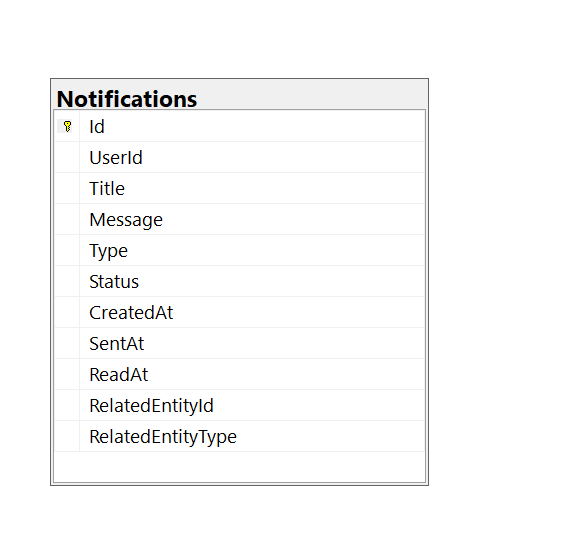 Notifications
Id
UserId
Title
Message
Type
Status
CreatedAt
SentAt
ReadAt
RelatedEntityId
RelatedEntityType